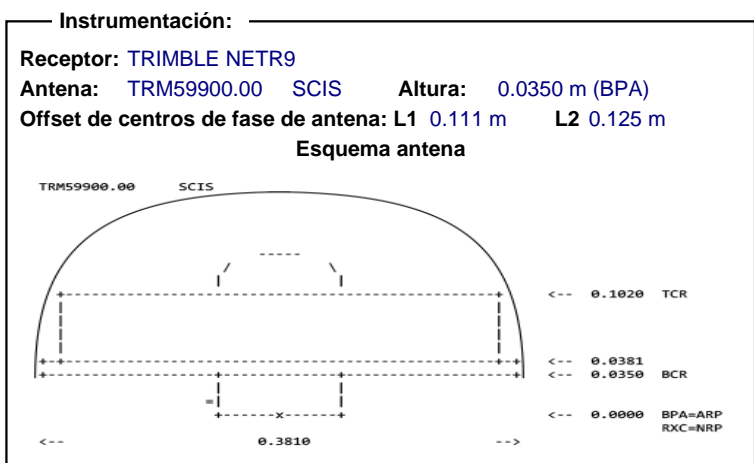 Instrumentación:
Receptor: TRIMBLE NETR9
Antena: TRM59900.00 SCIS Altura: 0.0350 m (BPA)
Offset de centros de fase de antena: L1 0.111 m L2 0.125 m
Esquema antena
TRM59900.00 SCIS
<-- 0.1020 TCR
<-- 0.0381
<-- 0.0350 BCR
<-- 0.0000 BPA=ARP
RXC=NRP
<-- 0.3810 -->